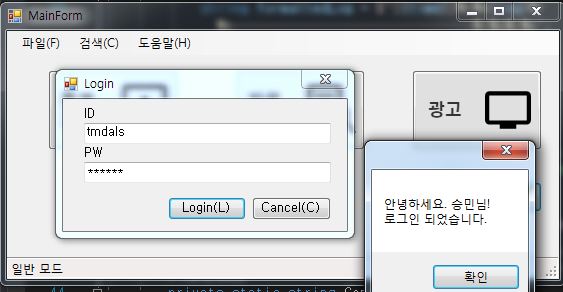 MainForm
파일(F) 검색(C) 도움말(H)
Login
ID
tmdals
PW
******
Login(L) Cancel(C)
광고
안녕하세요. 승민님!
로그인 되었습니다.
확인
일반 모드
44
private static string